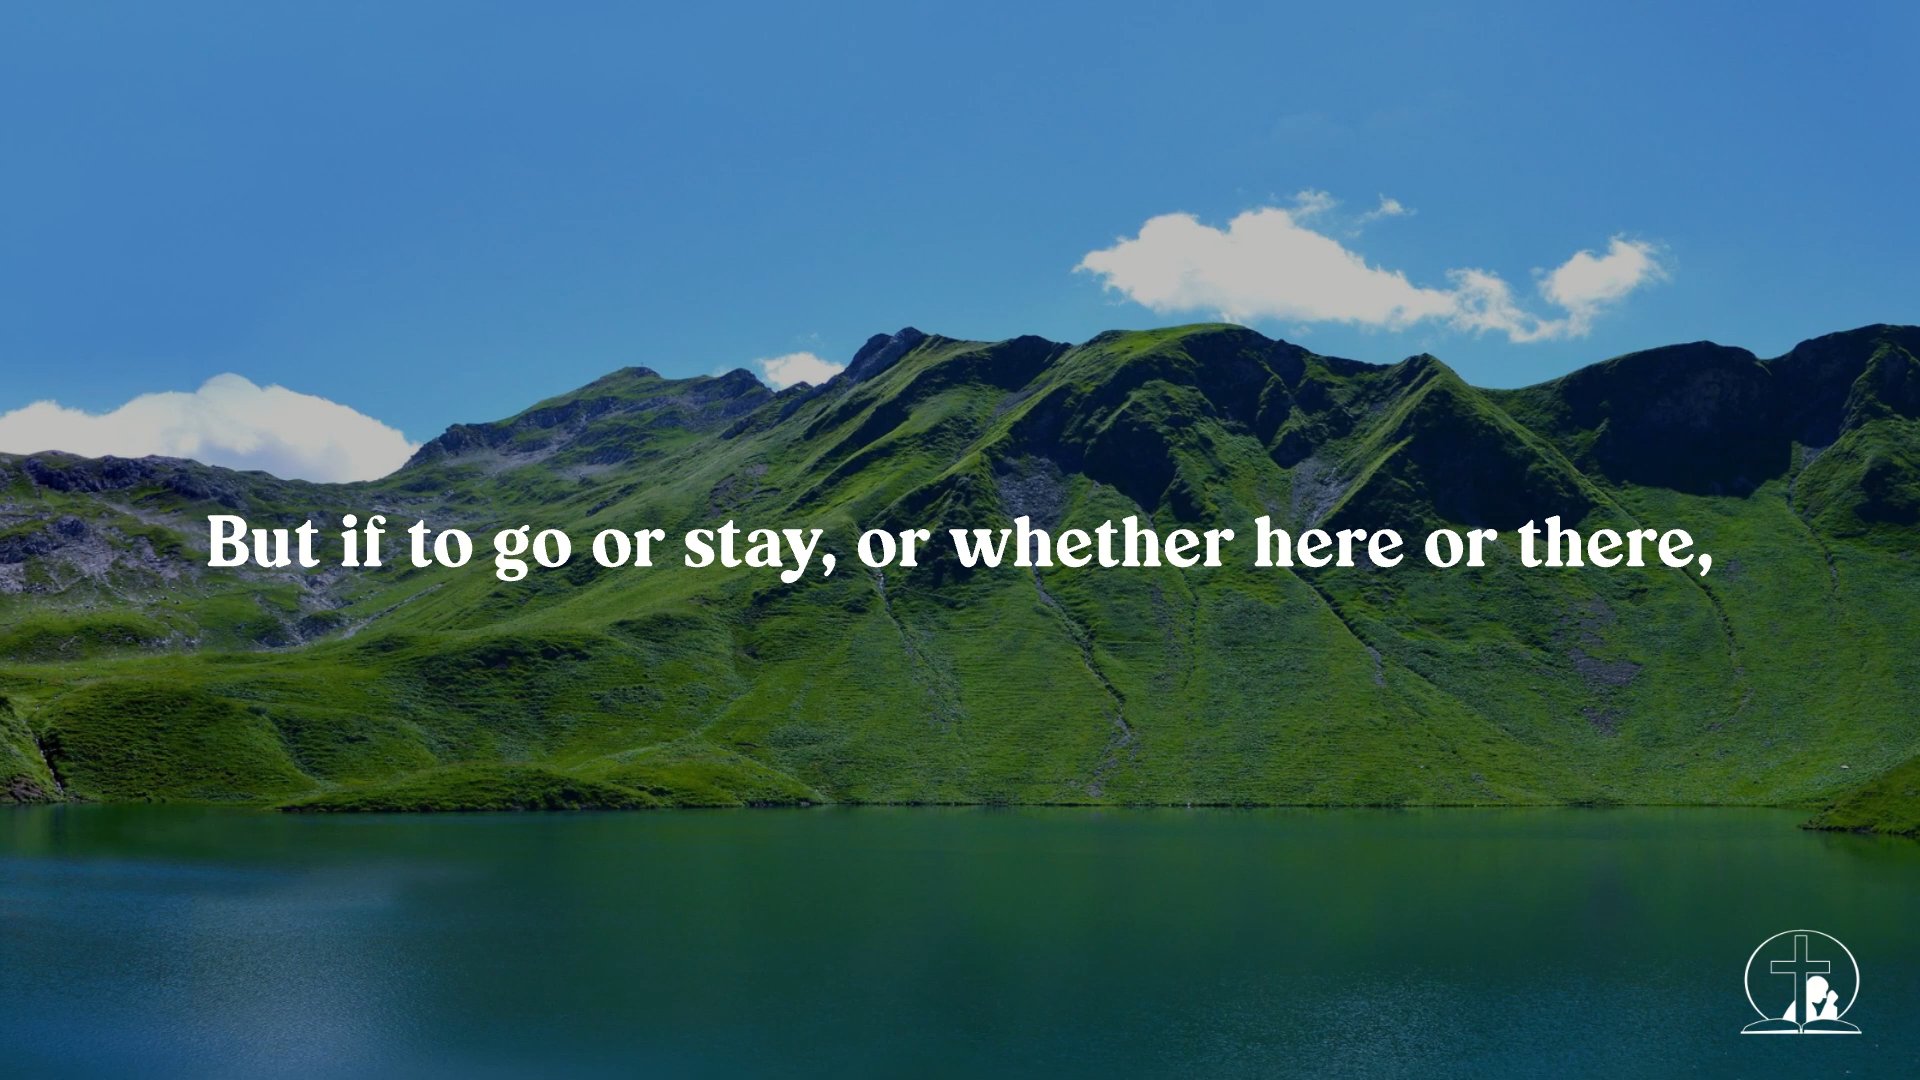 But if to go or stay, or whether here or there,